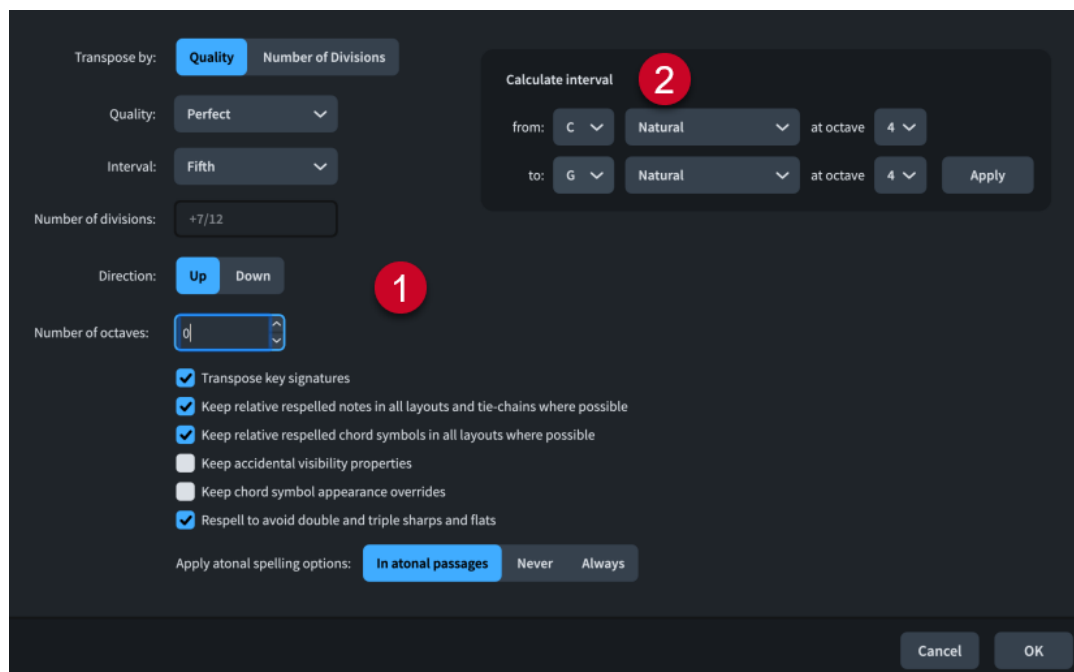 Transpose by: Quality Number of Divisions
Quality: Perfect
Interval: Fifth
Number of divisions: +7/12
Direction: Up Down
1
Number of octaves: 0
Transpose key signatures
Keep relative respelled notes in all layouts and tie-chains where possible
Keep relative respelled chord symbols in all layouts where possible
Keep accidental visibility properties
Keep chord symbol appearance overrides
Respell to avoid double and triple sharps and flats
Apply atonal spelling options: In atonal passages Never Always
Calculate interval 2
from: C Natural at octave 4
to: G Natural at octave 4 Apply
Cancel OK